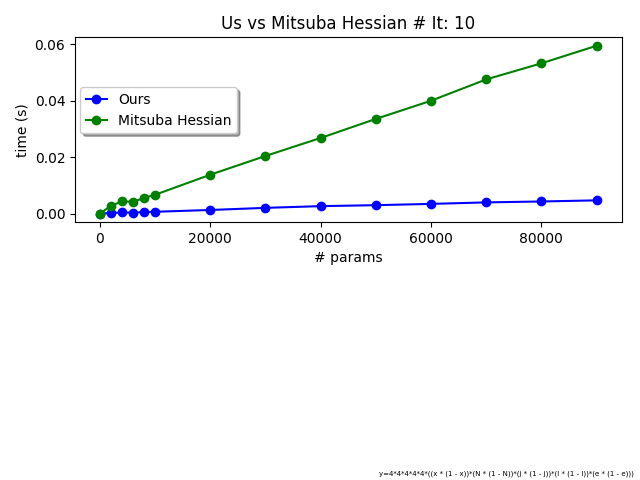 Us vs Mitsuba Hessian # It: 10
0.06
0.04
0.02
0.00
time (s)
Ours
Mitsuba Hessian
0 20000 40000 60000 80000
# params
y=4*4*4*4*4*((x * (1 - x))*(N * (1 - N))*(j * (1 - j))*(l * (1 - l))*(e * (1 - e)))